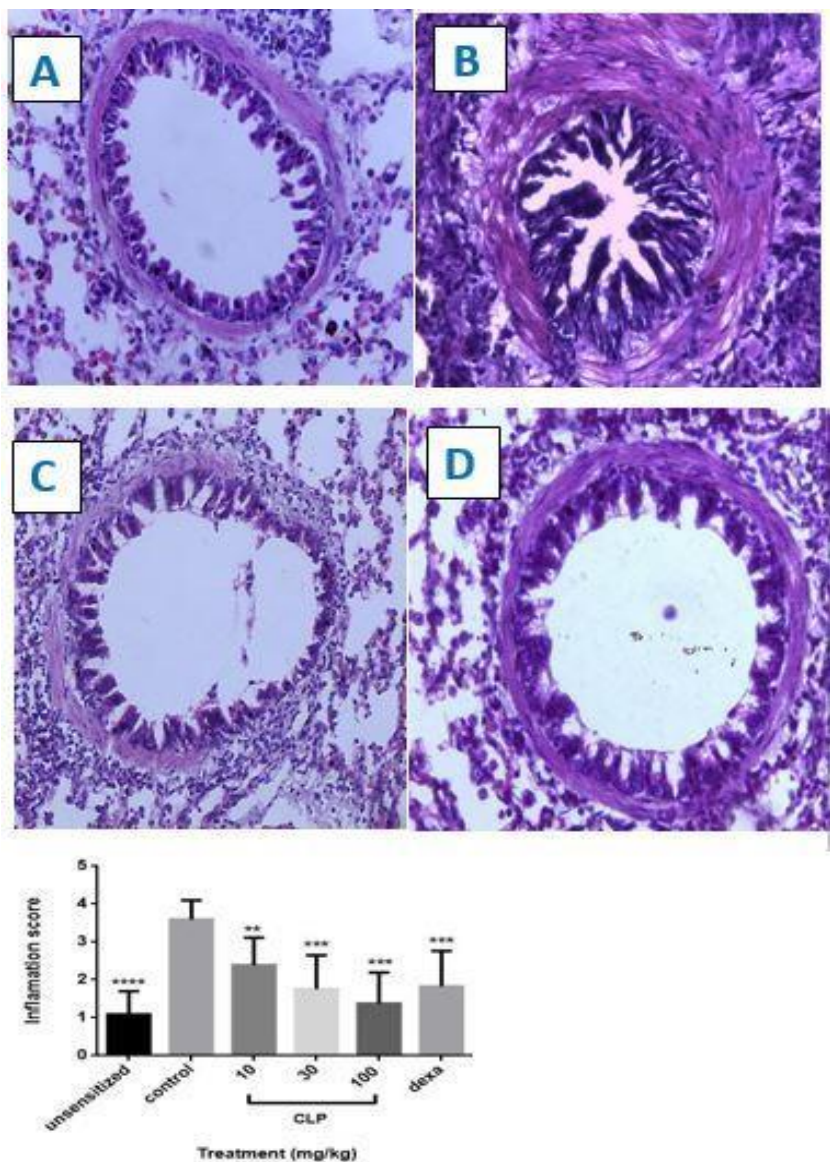 A
B
C
D
5
4
3
2
1
0
Inflamation score
****
**
***
***
***
unsensitized
control
10
30
100
dexa
CLP
Treatment (mg/kg)